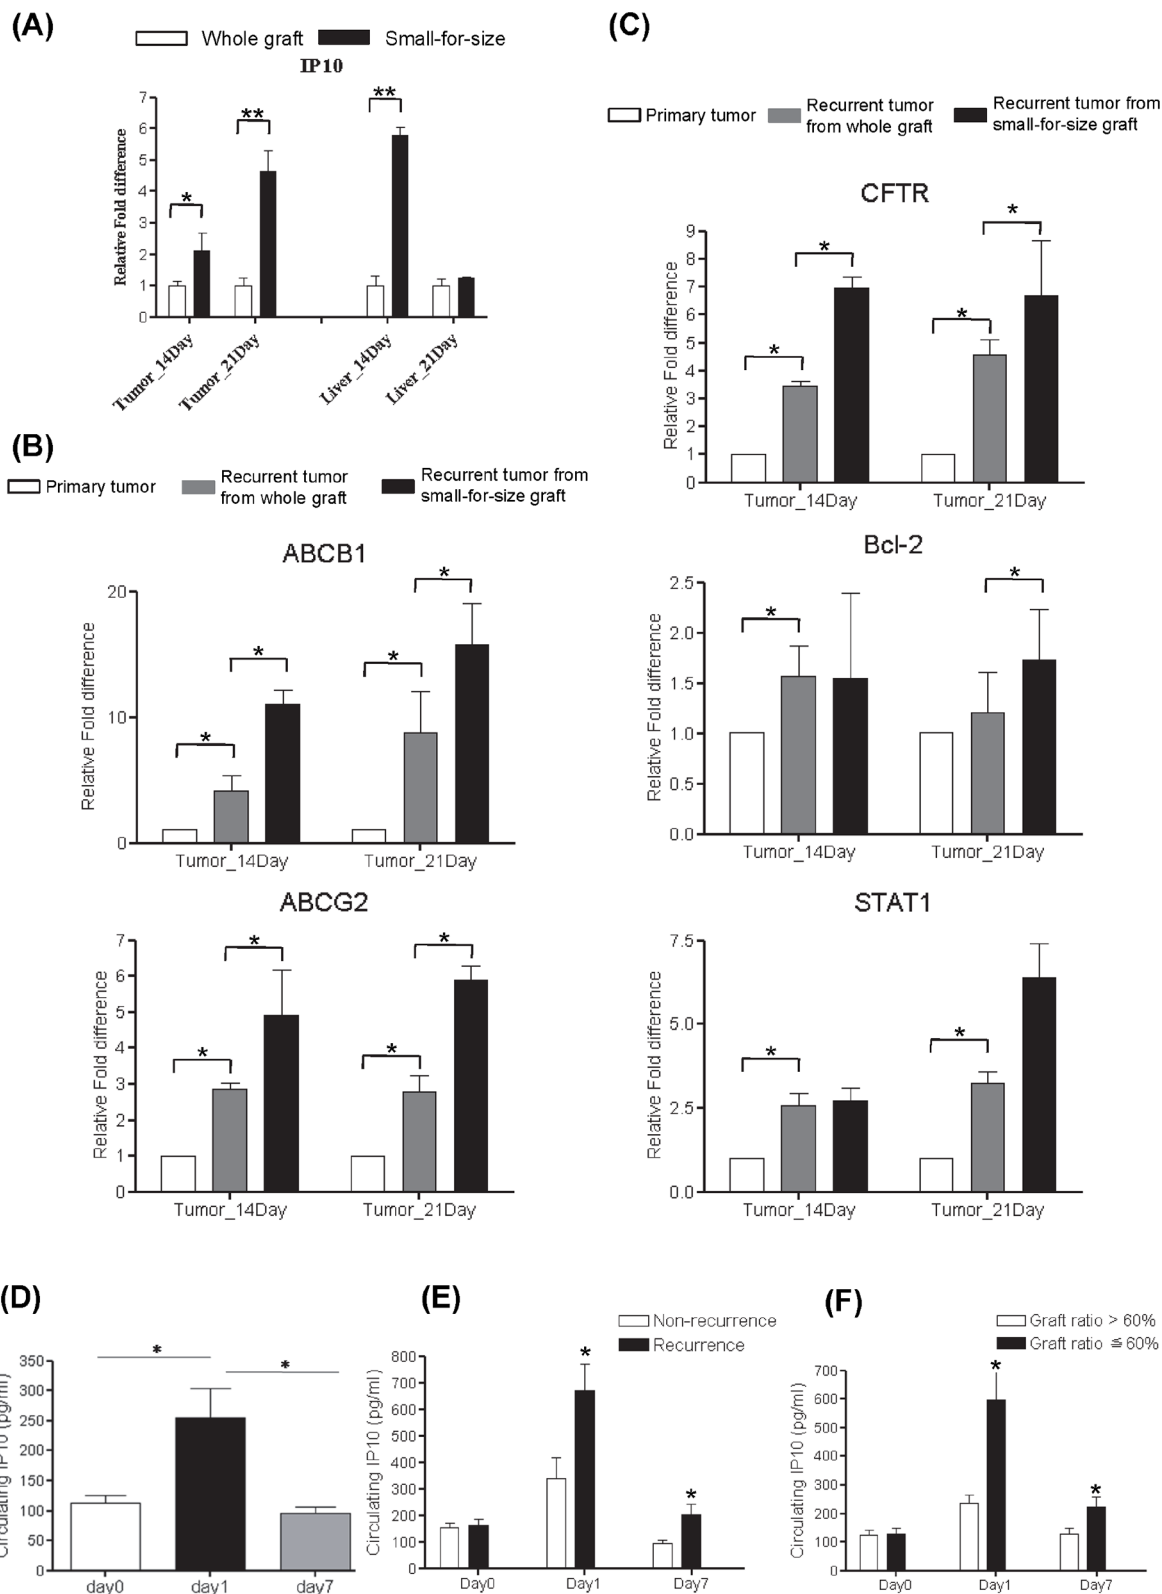 (A)
Whole graft
Small-for-size
IP10
Relative Fold difference
7
6
5
4
3
2
1
0
*
**
**
Tumor_14Day
Tumor_21Day
Liver_14Day
Liver_21Day
(B)
Primary tumor
Recurrent tumor
from whole graft
Recurrent tumor from
small-for-size graft
ABCB1
Relative Fold difference
20
10
0
*
*
*
*
Tumor_14Day
Tumor_21Day
ABCG2
Relative Fold difference
7
6
5
4
3
2
1
0
*
*
*
*
Tumor_14Day
Tumor_21Day
(C)
Primary tumor
Recurrent tumor
from whole graft
Recurrent tumor from
small-for-size graft
CFTR
Relative Fold difference
9
8
7
6
5
4
3
2
1
0
*
*
*
*
Tumor_14Day
Tumor_21Day
Bcl-2
Relative Fold difference
2.5
2.0
1.5
1.0
0.5
0.0
*
*
Tumor_14Day
Tumor_21Day
STAT1
Relative Fold difference
7.5
5.0
2.5
0.0
*
*
Tumor_14Day
Tumor_21Day
(D)
Circulating IP10 (pg/ml)
350
300
250
200
150
100
50
0
*
*
day0
day1
day7
(E)
Non-recurrence
Recurrence
Circulating IP10 (pg/ml)
800
700
600
500
400
300
200
100
0
*
*
Day0
Day1
Day7
(F)
Graft ratio > 60%
Graft ratio ≦ 60%
Circulating IP10 (pg/ml)
700
600
500
400
300
200
100
0
*
*
Day0
Day1
Day7